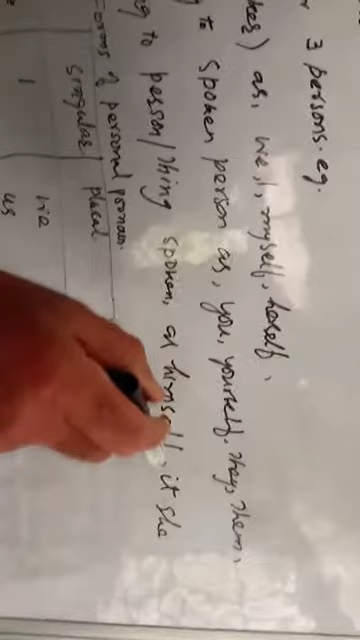 3 persons. eg.
as, we, I, myself, herself,
to spoken person as, you, yourself. They, Them,
to person/thing spoken, as himself, it she
Forms of personal pronoun.
Singular plural
I we
us